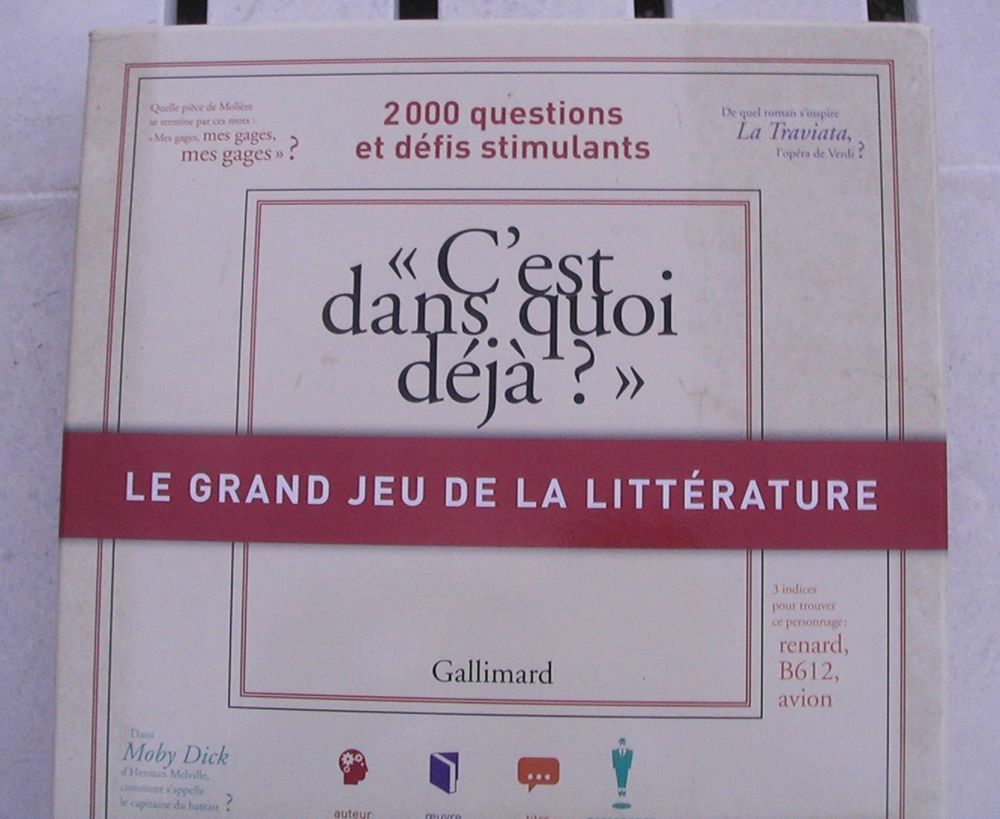 Quelle pièce de Molière
se termine par ces mots :
« Mes gages, mes gages,
mes gages » ?
2 000 questions
et défis stimulants
De quel roman s'inspire
La Traviata,
l'opéra de Verdi ?
« C'est
dans quoi
déjà ? »
LE GRAND JEU DE LA LITTÉRATURE
3 indices
pour trouver
ce personnage :
renard,
B612,
avion
Gallimard
Dans
Moby Dick
d'Herman Melville,
comment s'appelle
le capitaine du bateau ?
auteur
œuvre